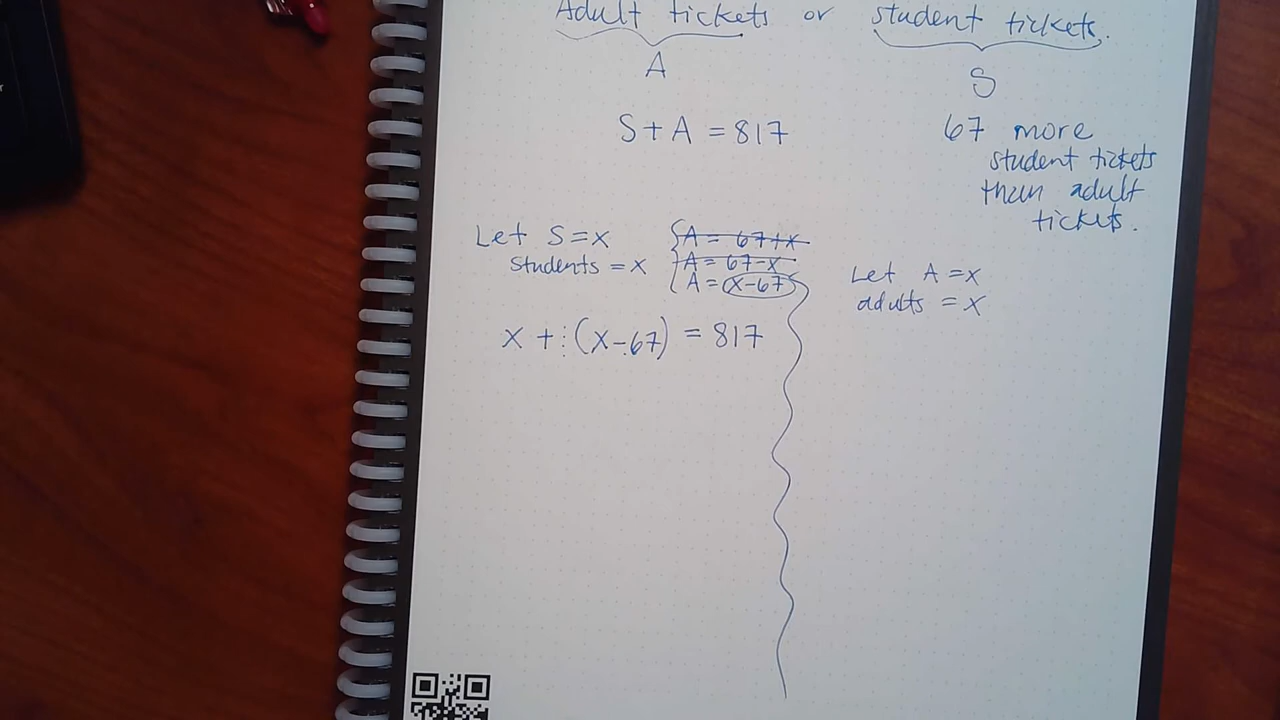 Adult tickets or student tickets.
A
S
S + A = 817
67 more
student tickets
than adult
tickets.
Let S = x
students = x
A = 67 + x
A = 67 - x
A = x - 67
x + (x - 67) = 817
Let A = x
adults = x